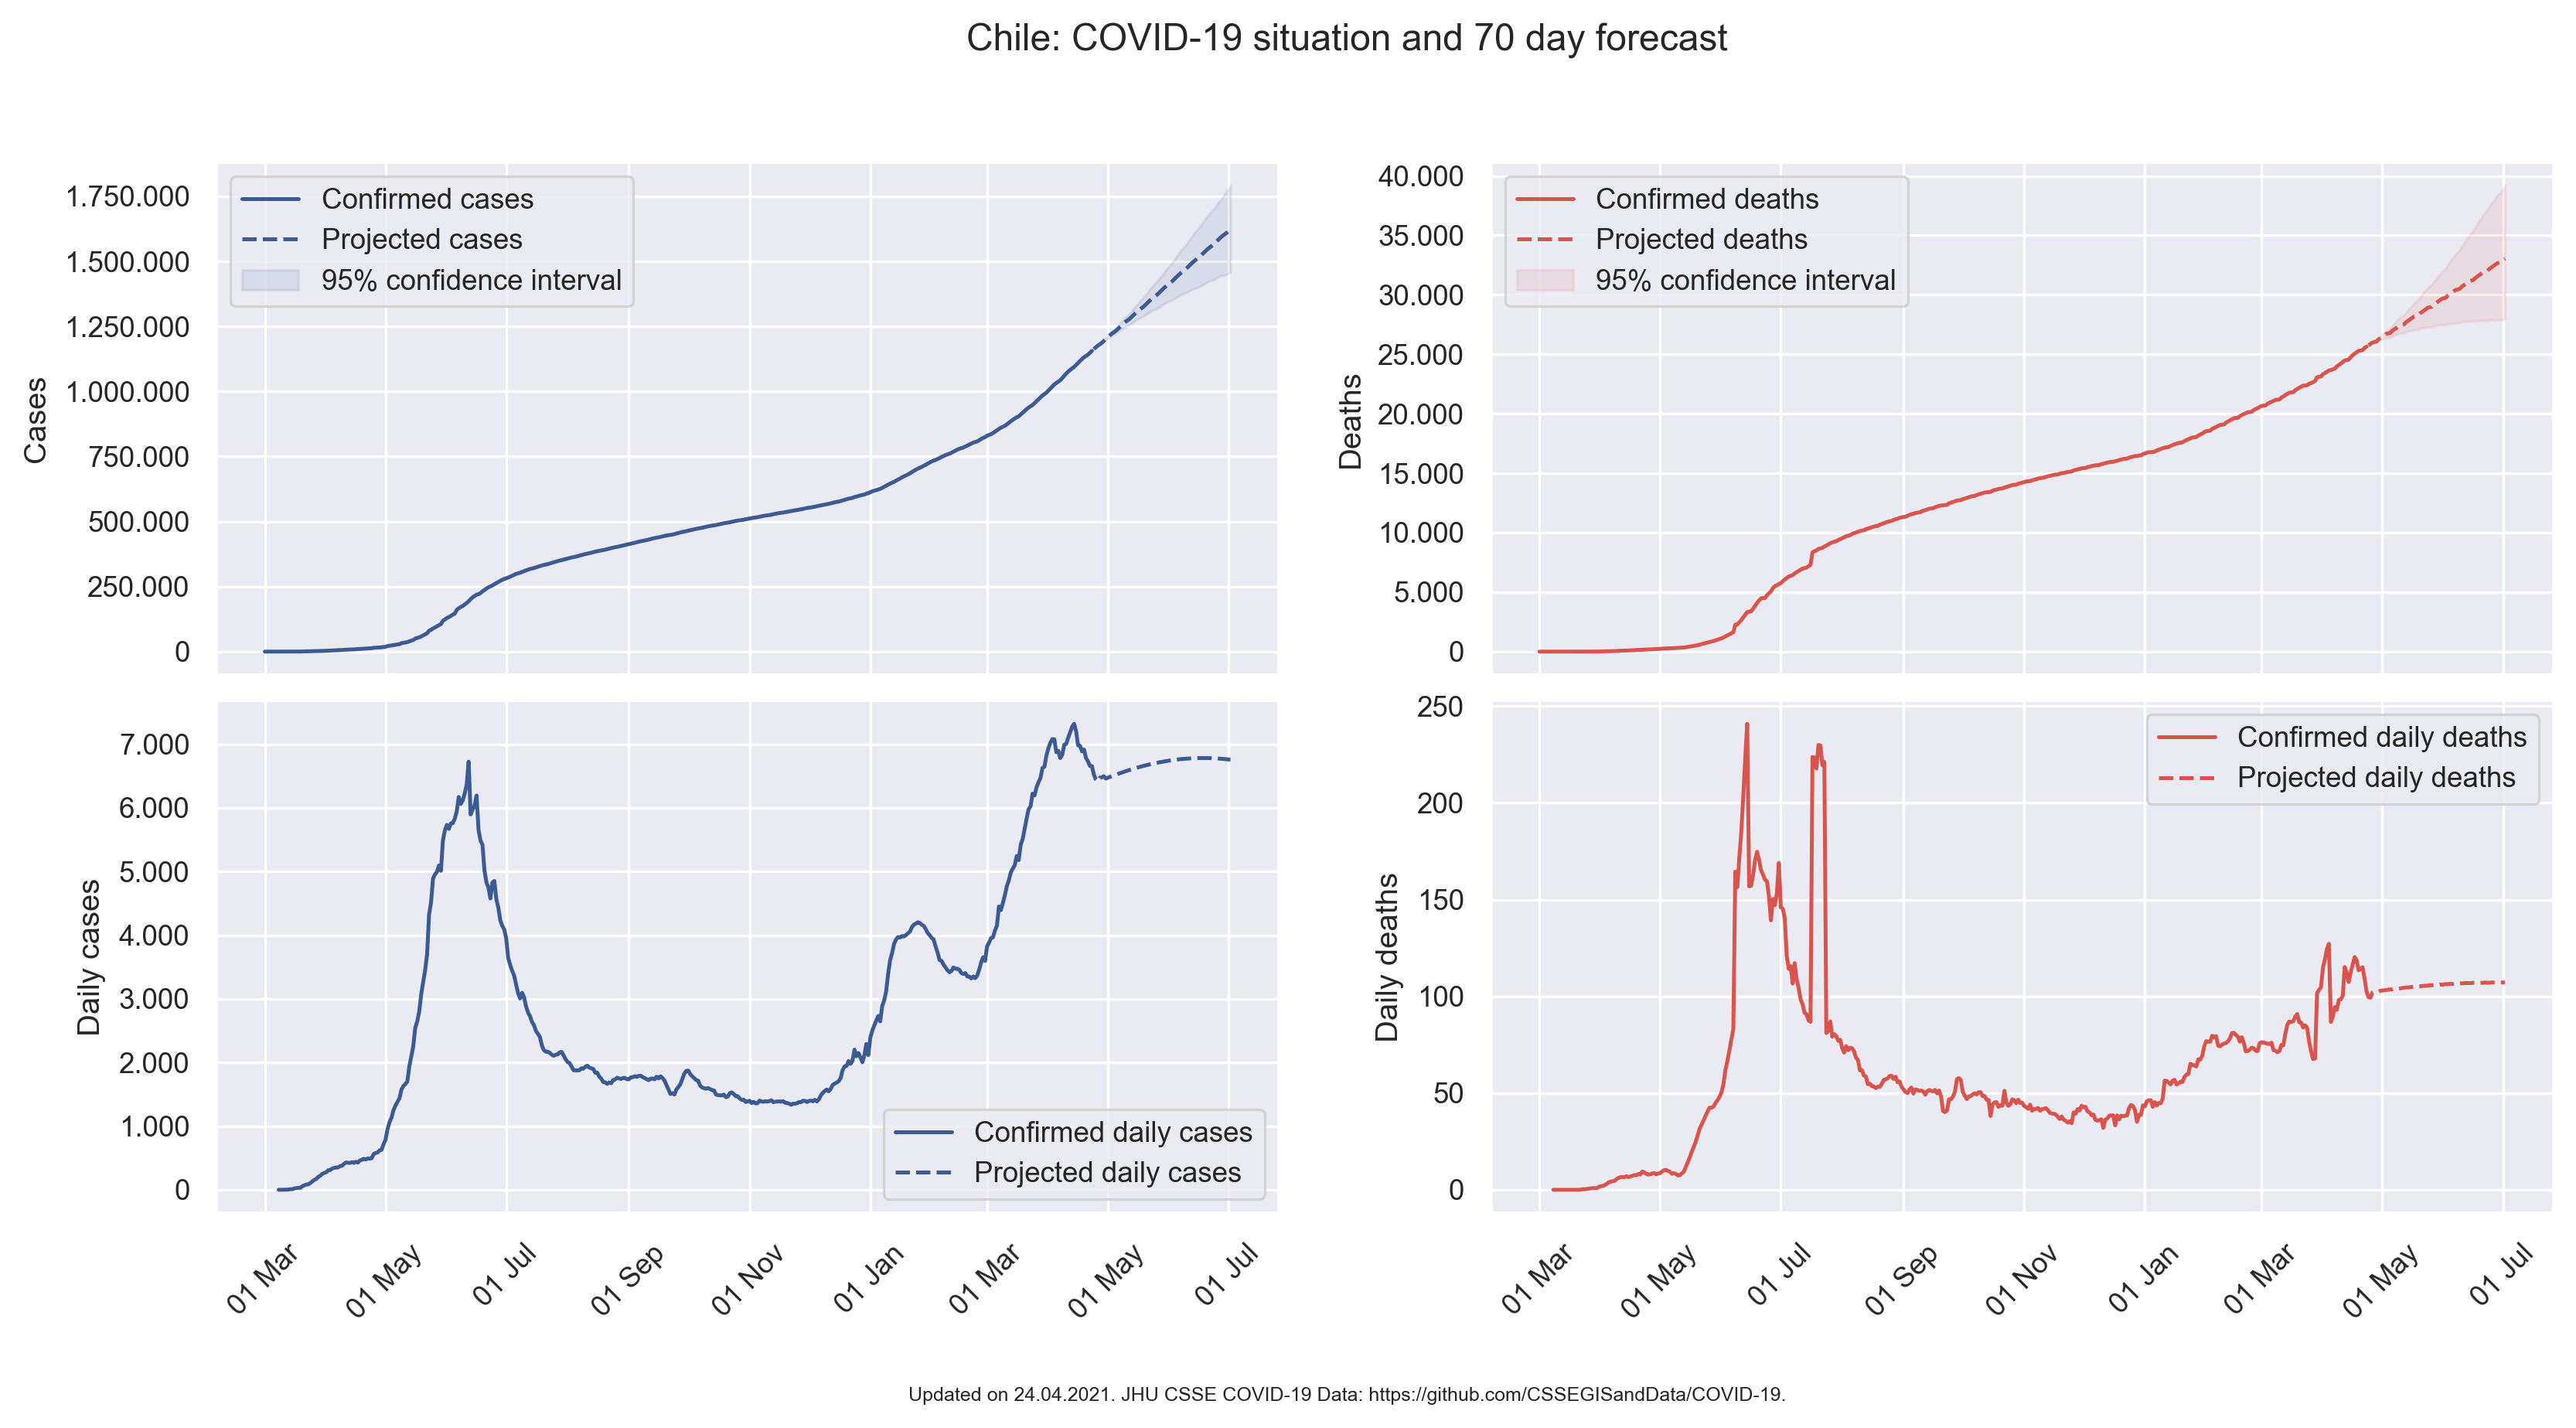 Chile: COVID-19 situation and 70 day forecast
Cases
1.750.000
1.500.000
1.250.000
1.000.000
750.000
500.000
250.000
0
Confirmed cases
Projected cases
95% confidence interval
Deaths
40.000
35.000
30.000
25.000
20.000
15.000
10.000
5.000
0
Confirmed deaths
Projected deaths
95% confidence interval
Daily cases
7.000
6.000
5.000
4.000
3.000
2.000
1.000
0
Confirmed daily cases
Projected daily cases
01 Mar
01 May
01 Jul
01 Sep
01 Nov
01 Jan
01 Mar
01 May
01 Jul
Daily deaths
250
200
150
100
50
0
Confirmed daily deaths
Projected daily deaths
01 Mar
01 May
01 Jul
01 Sep
01 Nov
01 Jan
01 Mar
01 May
01 Jul
Updated on 24.04.2021. JHU CSSE COVID-19 Data: https://github.com/CSSEGISandData/COVID-19.